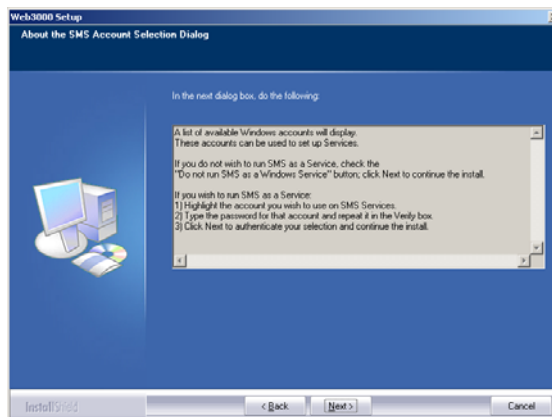 Web3000 Setup
About the SMS Account Selection Dialog
In the next dialog box, do the following:
A list of available Windows accounts will display.
These accounts can be used to set up Services.
If you do not wish to run SMS as a Service, check the
"Do not run SMS as a Windows Service" button; click Next to continue the install.
If you wish to run SMS as a Service:
1) Highlight the account you wish to use on SMS Services.
2) Type the password for that account and repeat it in the Verify box.
3) Click Next to authenticate your selection and continue the install.
InstallShield
< Back
Next >
Cancel